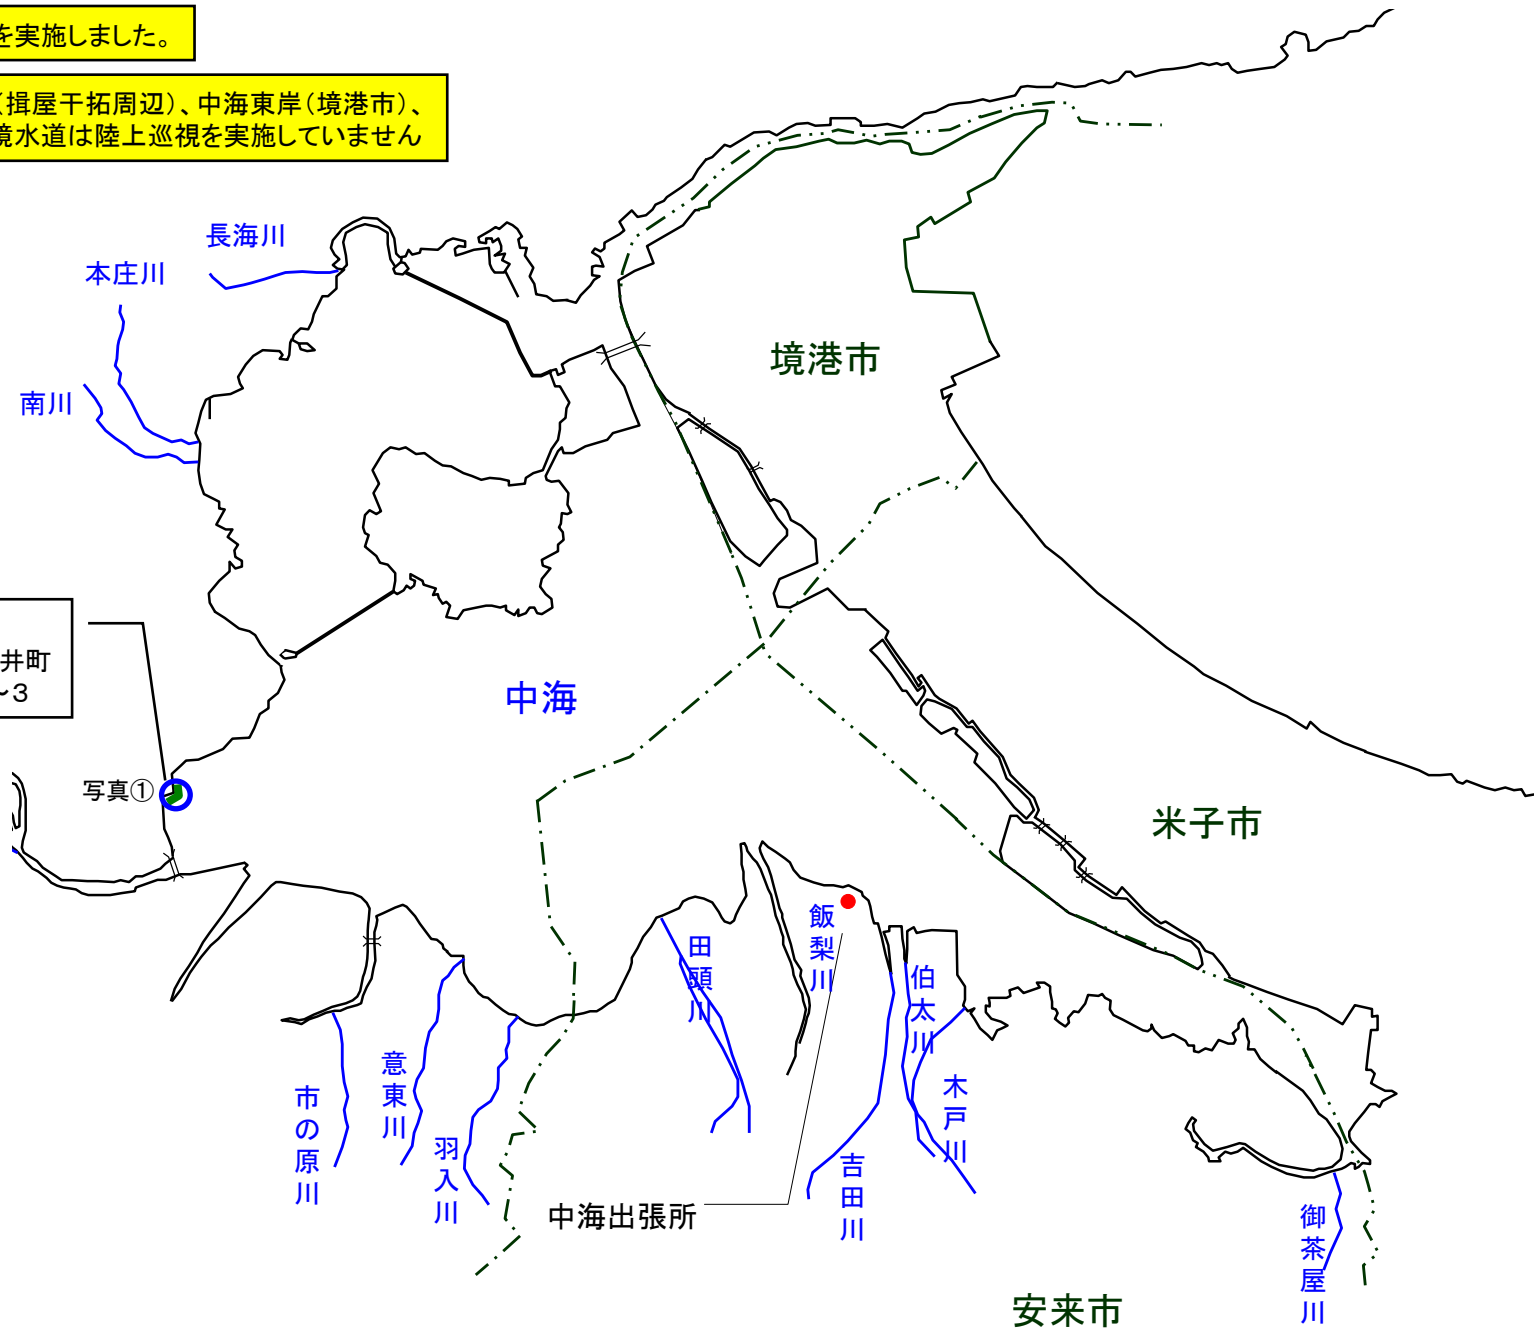 を実施しました。
（揖屋干拓周辺）、中海東岸（境港市）、
境水道は陸上巡視を実施していません
長海川
本庄川
南川
境港市
井町
～3
中海
写真①
米子市
飯梨川
田頭川
伯太川
意東川
木戸川
市の原川
羽入川
吉田川
中海出張所
御茶屋川
安来市